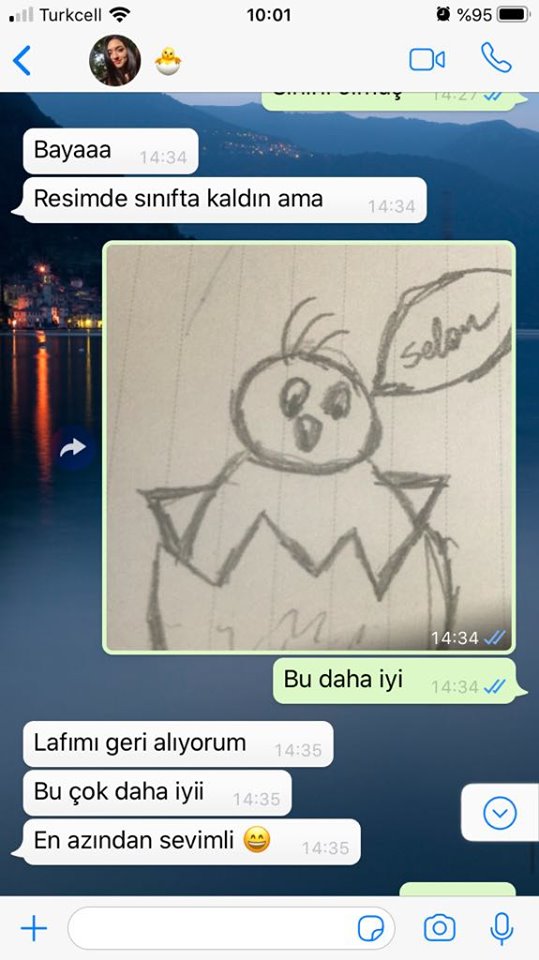 Turkcell 10:01 %95
14:27
Bayaaa 14:34
Resimde sınıfta kaldın ama 14:34
selam
14:34
Bu daha iyi 14:34
Lafımı geri alıyorum 14:35
Bu çok daha iyii 14:35
En azından sevimli 😄 14:35